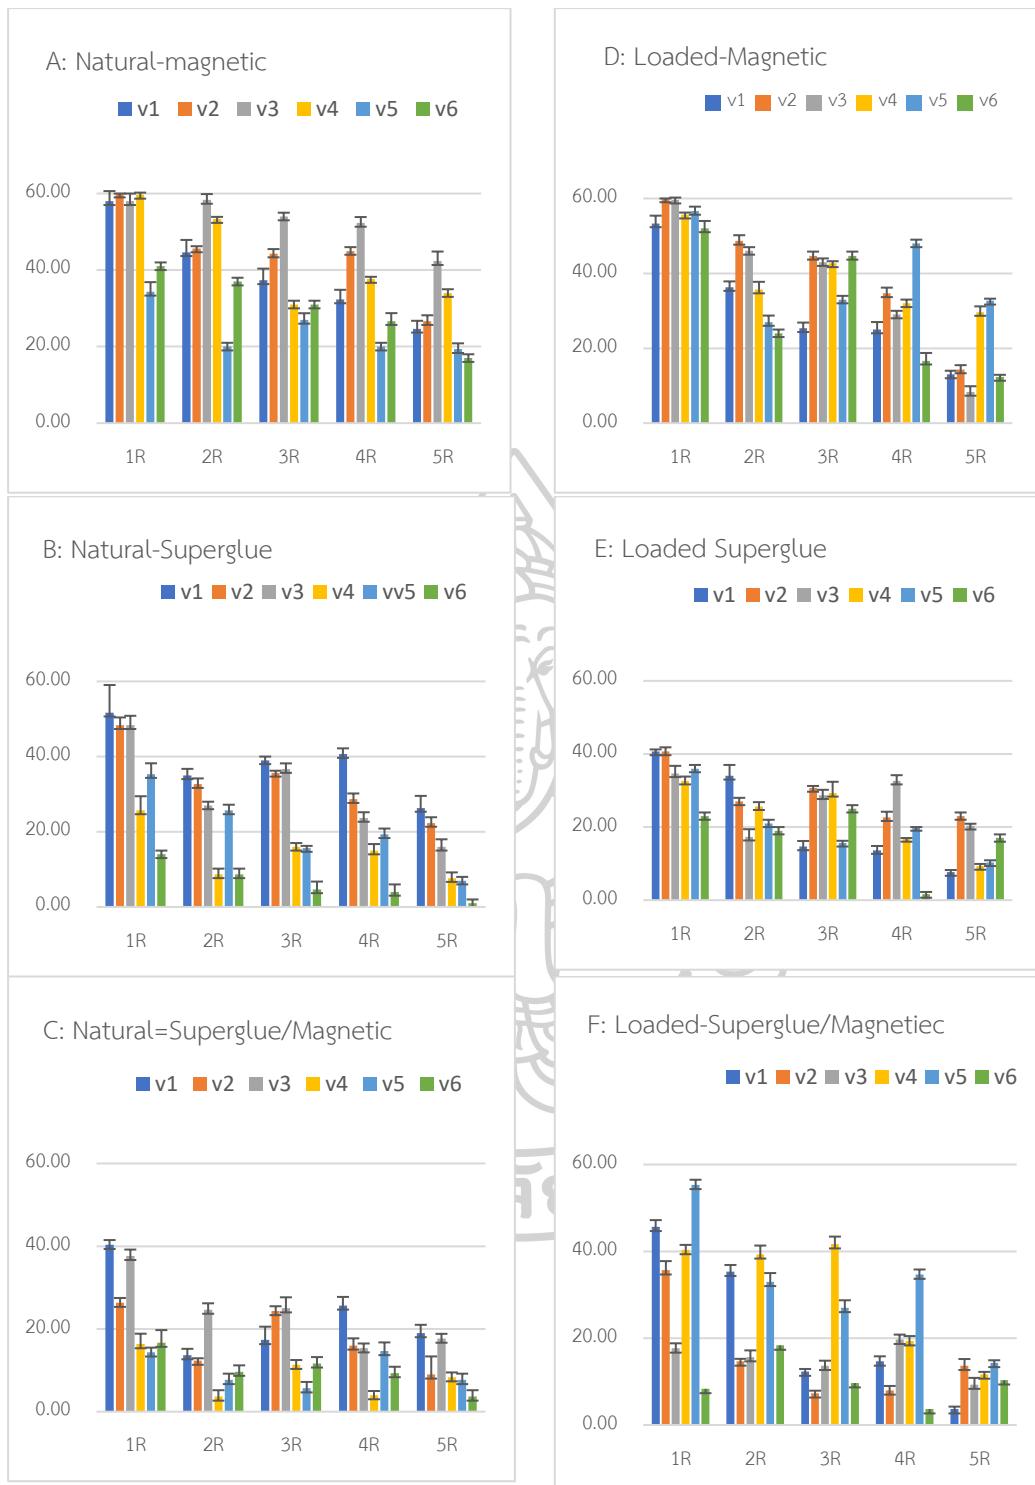 A: Natural-magnetic
v1 v2 v3 v4 v5 v6
60.00
40.00
20.00
0.00
1R 2R 3R 4R 5R
D: Loaded-Magnetic
v1 v2 v3 v4 v5 v6
60.00
40.00
20.00
0.00
1R 2R 3R 4R 5R
B: Natural-Superglue
v1 v2 v3 v4 vv5 v6
60.00
40.00
20.00
0.00
1R 2R 3R 4R 5R
E: Loaded Superglue
v1 v2 v3 v4 v5 v6
60.00
40.00
20.00
0.00
1R 2R 3R 4R 5R
C: Natural=Superglue/Magnetic
v1 v2 v3 v4 v5 v6
60.00
40.00
20.00
0.00
1R 2R 3R 4R 5R
F: Loaded-Superglue/Magnetiec
v1 v2 v3 v4 v5 v6
60.00
40.00
20.00
0.00
1R 2R 3R 4R 5R